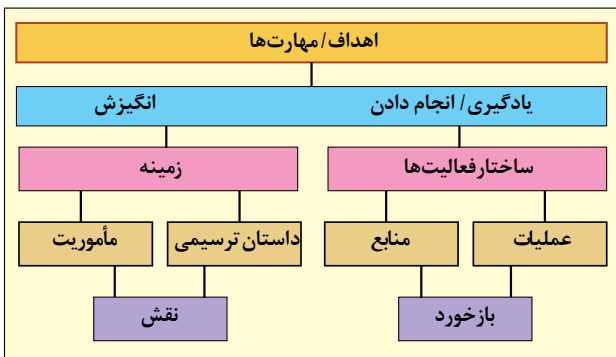 اهداف/مهارت‌ها
یادگیری/انجام دادن
انگیزش
ساختارفعالیت‌ها
زمینه
عملیات
منابع
داستان ترسیمی
مأموریت
بازخورد
نقش